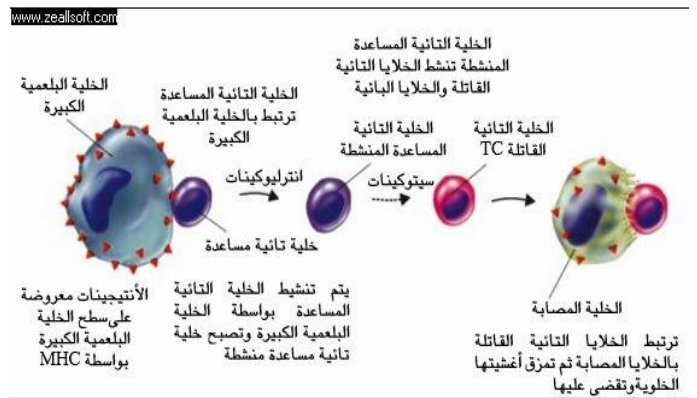 www.zeallsoft.com
الخلية البلعمية
الكبيرة
الخلية التائية المساعدة
ترتبط بالخلية البلعمية
الكبيرة
الخلية التائية المساعدة
المنشطة تنشط الخلايا التائية
القاتلة والخلايا البائية
انترليوكينات
الخلية التائية
المساعدة المنشطة
سيتوكينات
الخلية التائية
القاتلة TC
خلية تائية مساعدة
الخلية المصابة
الأنتيجينات معروضة
على سطح الخلية
البلعمية الكبيرة
بواسطة MHC
يتم تنشيط الخلية التائية
المساعدة بواسطة الخلية
البلعمية الكبيرة وتصبح خلية
تائية مساعدة منشطة
ترتبط الخلايا التائية القاتلة
بالخلايا المصابة ثم تمزق أغشيتها
الخلوية وتقضى عليها